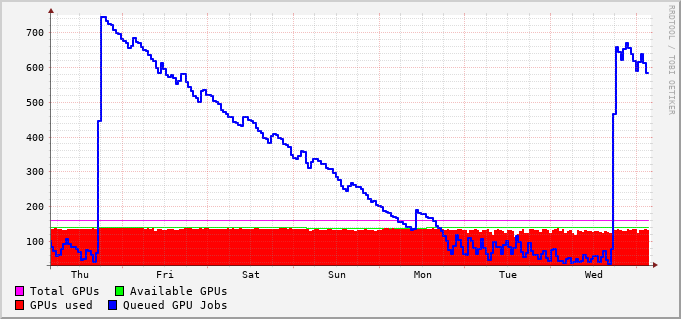 700
600
500
400
300
200
100
Thu Fri Sat Sun Mon Tue Wed
Total GPUs Available GPUs
GPUs used Queued GPU Jobs
RRDTOOL / TOBI OETIKER